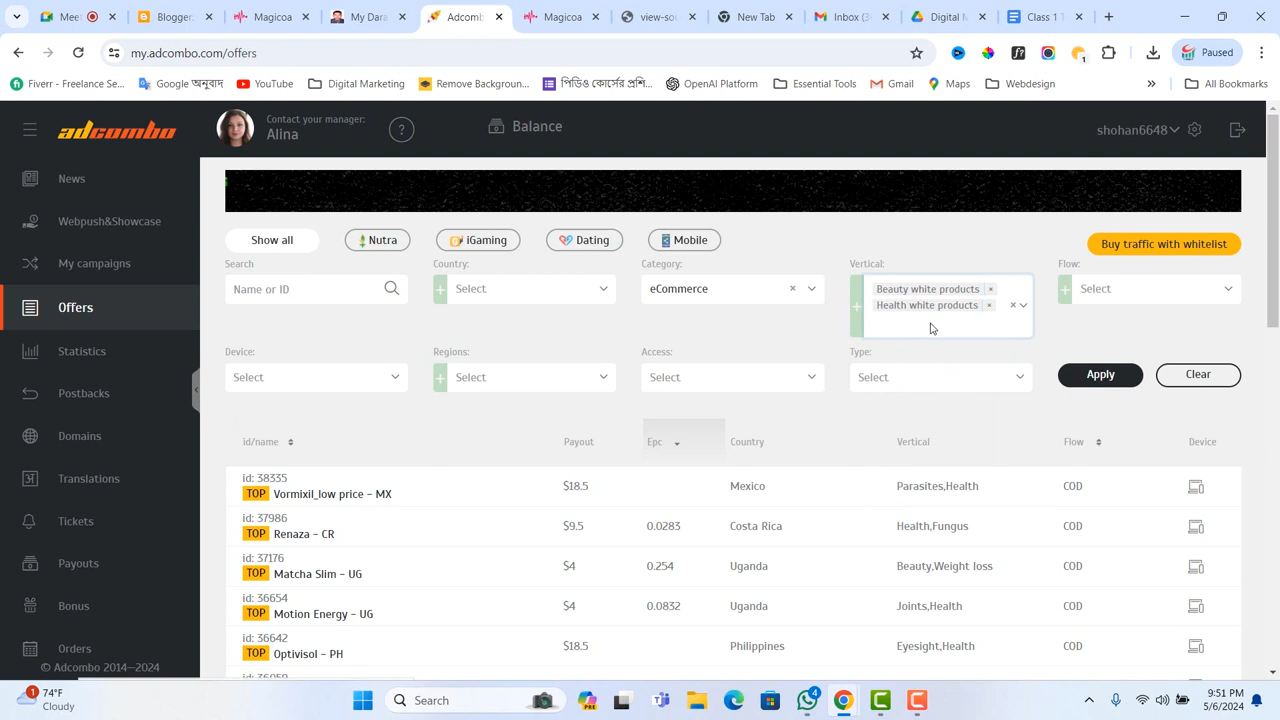 Meet
Blogger:
Magicoa
My Dara
Adcomb
Magicoa
view-sou
New Tab
Inbox (3
Digital M
Class 1
my.adcombo.com/offers
Paused
Fiverr - Freelance Se...
Google অনুবাদ
YouTube
Digital Marketing
Remove Background...
পিডিও কোর্সের প্রশি...
OpenAI Platform
Essential Tools
Gmail
Maps
Webdesign
All Bookmarks
adcombo
Contact your manager:
Alina
?
Balance
shohan6648
News
Webpush&Showcase
My campaigns
Offers
Statistics
Postbacks
Domains
Translations
Tickets
Payouts
Bonus
Orders
© Adcombo 2014—2024
Show all
Nutra
iGaming
Dating
Mobile
Buy traffic with whitelist
Search
Country:
Category:
Vertical:
Flow:
Name or ID
Select
eCommerce
Beauty white products
Health white products
Select
Device:
Regions:
Access:
Type:
Select
Select
Select
Select
Apply
Clear
id/name
Payout
Epc
Country
Vertical
Flow
Device
id: 38335
TOP Vormixil_low price – MX
$18.5
Mexico
Parasites,Health
COD
id: 37986
TOP Renaza – CR
$9.5
0.0283
Costa Rica
Health,Fungus
COD
id: 37176
TOP Matcha Slim – UG
$4
0.254
Uganda
Beauty,Weight loss
COD
id: 36654
TOP Motion Energy – UG
$4
0.0832
Uganda
Joints,Health
COD
id: 36642
TOP Optivisol – PH
$18.5
Philippines
Eyesight,Health
COD
1
74°F
Cloudy
Search
4
9:51 PM
5/6/2024